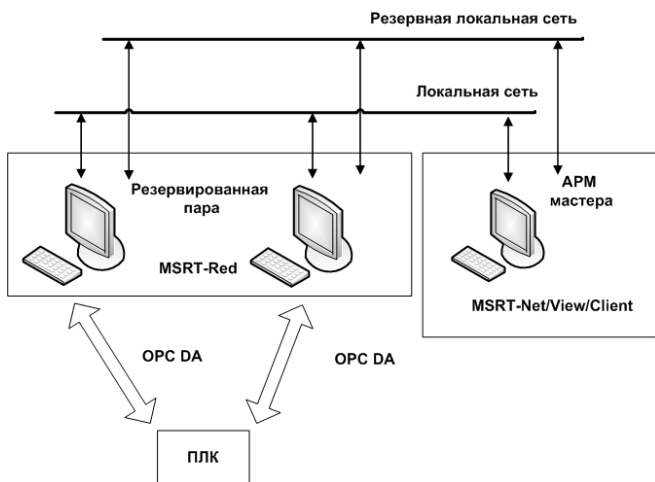 Резервная локальная сеть
Локальная сеть
Резервированная
пара
АРМ
мастера
MSRT-Red
MSRT-Net/View/Client
OPC DA
OPC DA
ПЛК